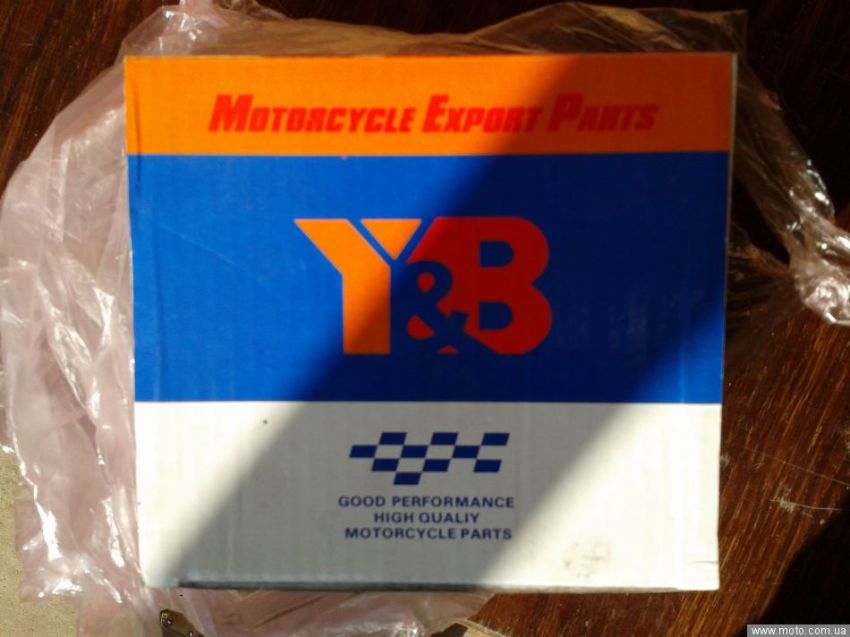 MOTORCYCLE EXPORT PARTS
Y&B
GOOD PERFORMANCE
HIGH QUALIY
MOTORCYCLE PARTS
www.moto.com.ua